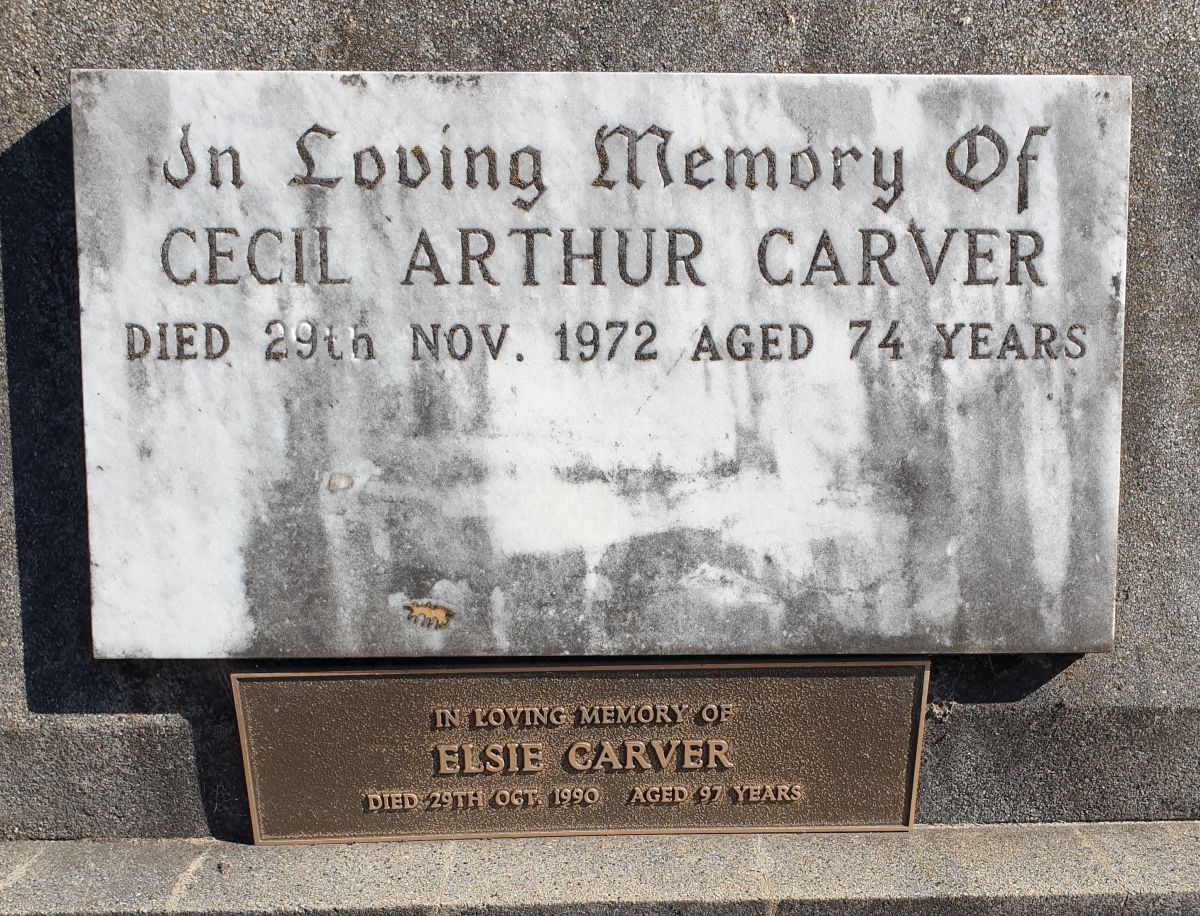 In Loving Memory Of
CECIL ARTHUR CARVER
DIED 29th NOV. 1972 AGED 74 YEARS
IN LOVING MEMORY OF
ELSIE CARVER
DIED 29TH OCT. 1990 AGED 97 YEARS